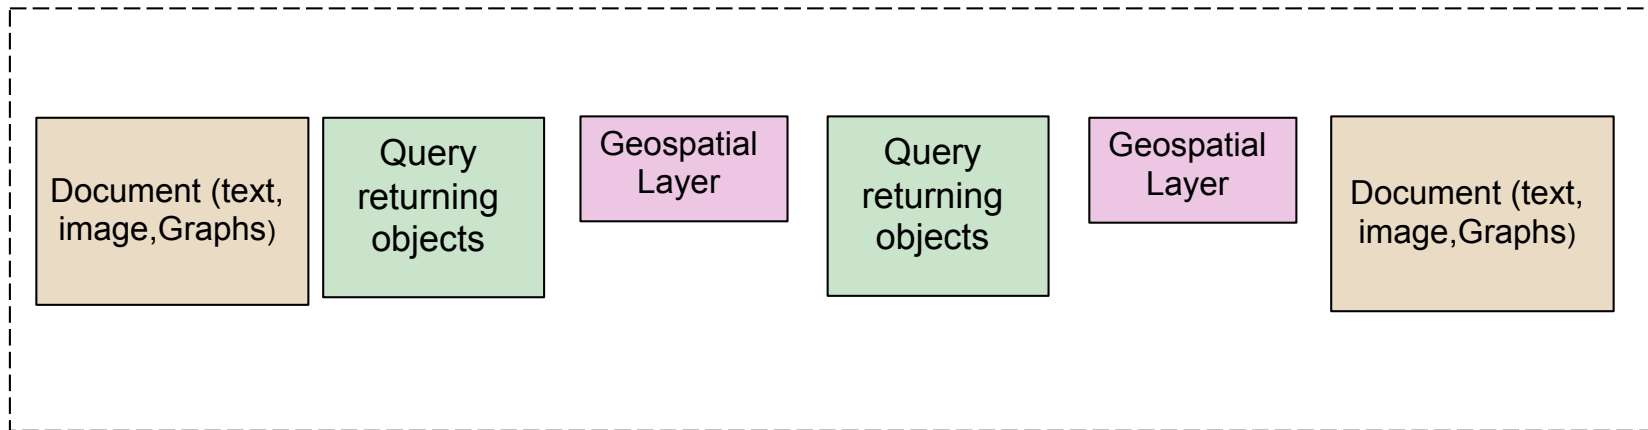 Document (text,
image,Graphs)
Query
returning
objects
Geospatial
Layer
Query
returning
objects
Geospatial
Layer
Document (text,
image,Graphs)